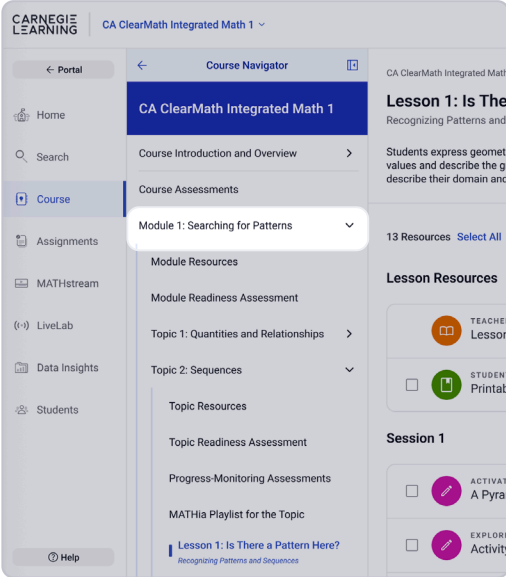 CARNEGIE
LEARNING
CA ClearMath Integrated Math 1
← Portal
Home
Search
Course
Assignments
MATHstream
LiveLab
Data Insights
Students
Help
Course Navigator
CA ClearMath Integrated Math 1
Course Introduction and Overview
Course Assessments
Module 1: Searching for Patterns
Module Resources
Module Readiness Assessment
Topic 1: Quantities and Relationships
Topic 2: Sequences
Topic Resources
Topic Readiness Assessment
Progress-Monitoring Assessments
MATHia Playlist for the Topic
Lesson 1: Is There a Pattern Here?
Recognizing Patterns and Sequences
CA ClearMath Integrated Math
Lesson 1: Is The
Recognizing Patterns and
Students express geomet
values and describe the g
describe their domain and
13 Resources Select All
Lesson Resources
TEACHE
Lesson
STUDENT
Printab
Session 1
ACTIVAT
A Pyra
EXPLOR
Activity